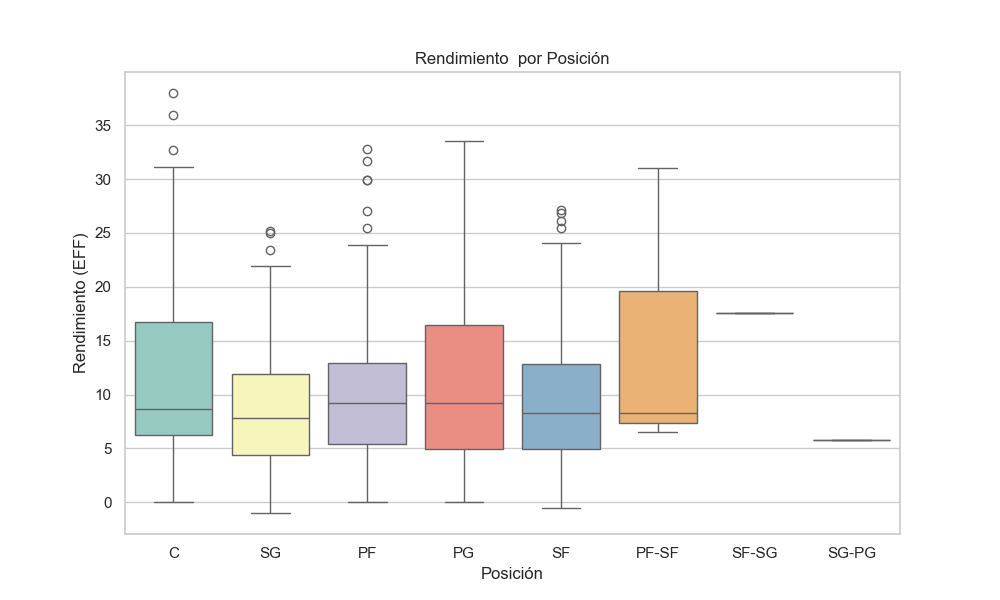 Rendimiento  por Posición
Rendimiento (EFF)
35
30
25
20
15
10
5
0
C SG PF PG SF PF-SF SF-SG SG-PG
Posición